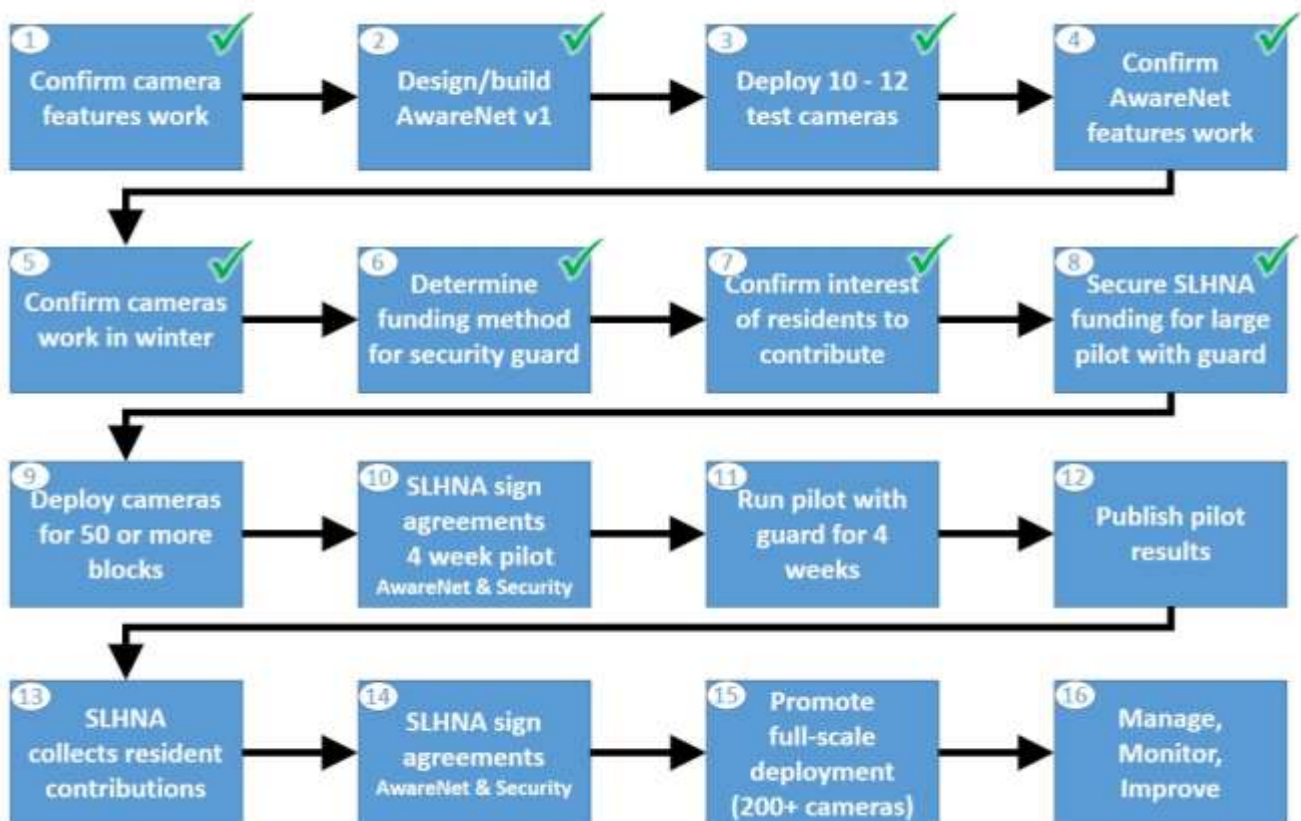 1
Confirm camera
features work
2
Design/build
AwareNet v1
3
Deploy 10 - 12
test cameras
4
Confirm
AwareNet
features work
5
Confirm cameras
work in winter
6
Determine
funding method
for security guard
7
Confirm interest
of residents to
contribute
8
Secure SLHNA
funding for large
pilot with guard
9
Deploy cameras
for 50 or more
blocks
10
SLHNA sign
agreements
4 week pilot
AwareNet & Security
11
Run pilot with
guard for 4
weeks
12
Publish pilot
results
13
SLHNA
collects resident
contributions
14
SLHNA sign
agreements
AwareNet & Security
15
Promote
full-scale
deployment
(200+ cameras)
16
Manage,
Monitor,
Improve